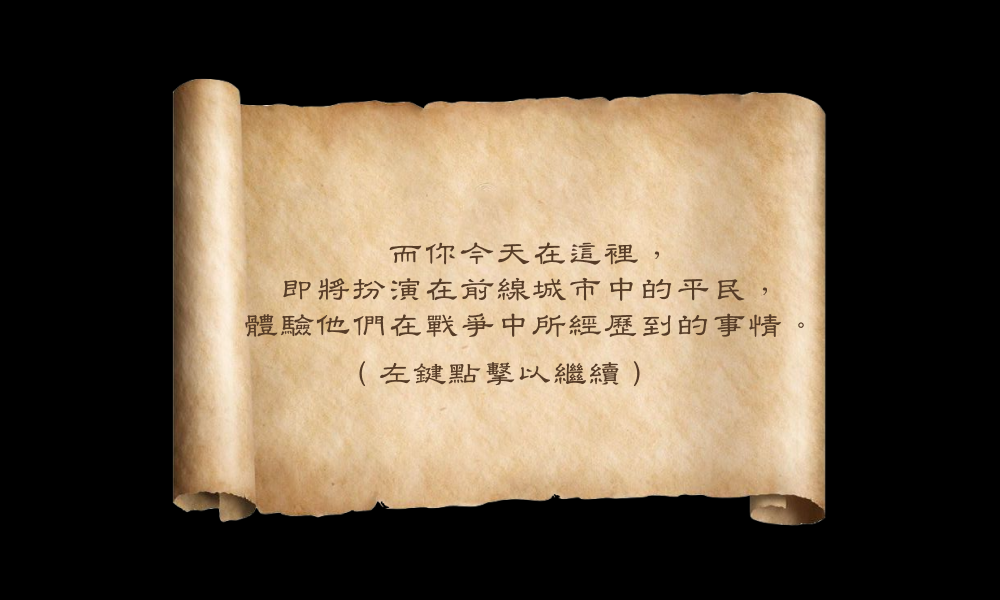 而你今天在這裡，
即將扮演在前線城市中的平民，
體驗他們在戰爭中所經歷到的事情。
（左鍵點擊以繼續）